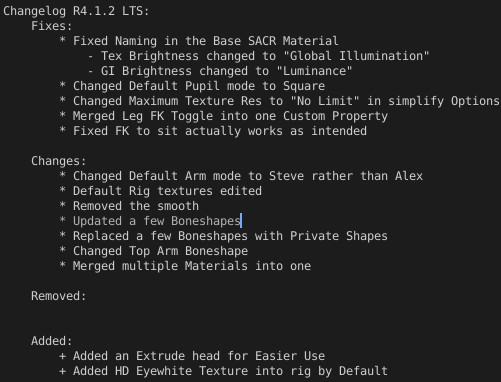 Changelog R4.1.2 LTS:
Fixes:
* Fixed Naming in the Base SACR Material
- Tex Brightness changed to "Global Illumination"
- GI Brightness changed to "Luminance"
* Changed Default Pupil mode to Square
* Changed Maximum Texture Res to "No Limit" in simplify Options
* Merged Leg FK Toggle into one Custom Property
* Fixed FK to sit actually works as intended
Changes:
* Changed Default Arm mode to Steve rather than Alex
* Default Rig textures edited
* Removed the smooth
* Updated a few Boneshapes
* Replaced a few Boneshapes with Private Shapes
* Changed Top Arm Boneshape
* Merged multiple Materials into one
Removed:
Added:
+ Added an Extrude head for Easier Use
+ Added HD Eyewhite Texture into rig by Default